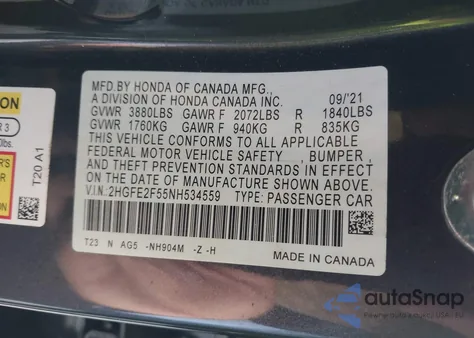 MFD.BY HONDA OF CANADA MFG.,
A DIVISION OF HONDA CANADA INC. 09/'21
GVWR 3880LBS GAWR F 2072LBS R 1840LBS
GVWR 1760KG GAWR F 940KG R 835KG
THIS VEHICLE CONFORMS TO ALL APPLICABLE
FEDERAL MOTOR VEHICLE SAFETY , BUMPER ,
AND THEFT PREVENTION STANDARDS IN EFFECT
ON THE DATE OF MANUFACTURE SHOWN ABOVE.
V.I.N:2HGFE2F55NH534559 TYPE: PASSENGER CAR
T23 N AG5 -NH904M -Z -H
ION
R 3
lbs.
T20 A1
autoSnap